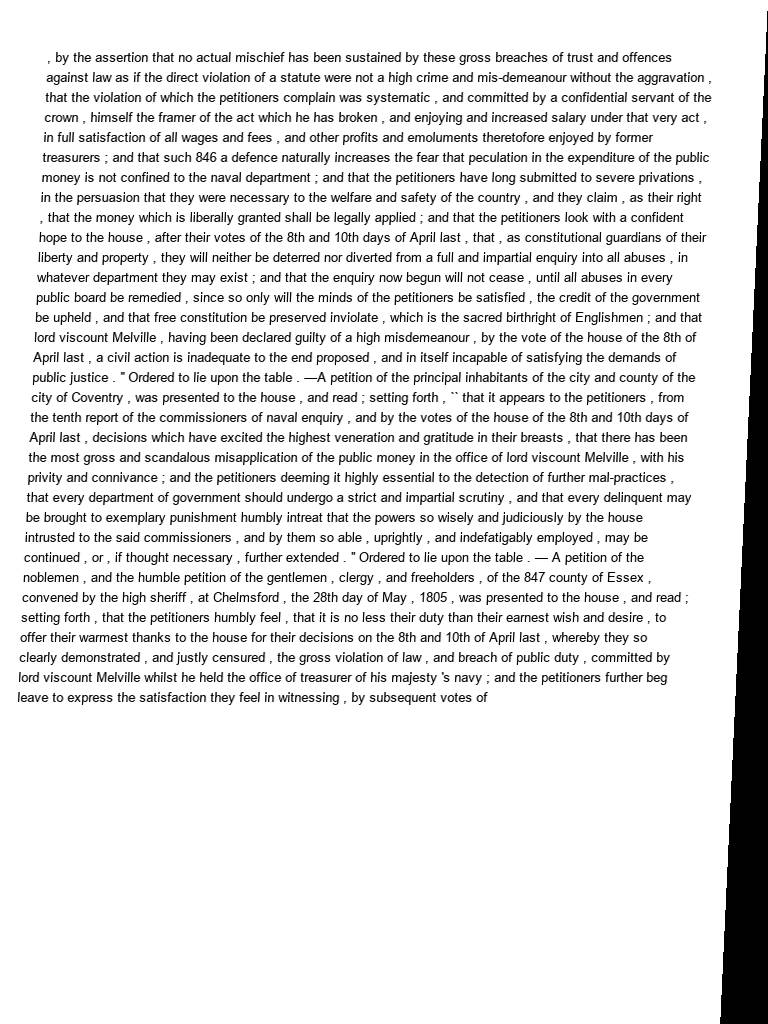 , by the assertion that no actual mischief has been sustained by these gross breaches of trust and offences
against law as if the direct violation of a statute were not a high crime and mis-demeanour without the aggravation ,
that the violation of which the petitioners complain was systematic , and committed by a confidential servant of the
crown , himself the framer of the act which he has broken , and enjoying and increased salary under that very act ,
in full satisfaction of all wages and fees , and other profits and emoluments theretofore enjoyed by former
treasurers ; and that such 846 a defence naturally increases the fear that peculation in the expenditure of the public
money is not confined to the naval department ; and that the petitioners have long submitted to severe privations ,
in the persuasion that they were necessary to the welfare and safety of the country , and they claim , as their right
, that the money which is liberally granted shall be legally applied ; and that the petitioners look with a confident
hope to the house , after their votes of the 8th and 10th days of April last , that , as constitutional guardians of their
liberty and property , they will neither be deterred nor diverted from a full and impartial enquiry into all abuses , in
whatever department they may exist ; and that the enquiry now begun will not cease , until all abuses in every
public board be remedied , since so only will the minds of the petitioners be satisfied , the credit of the government
be upheld , and that free constitution be preserved inviolate , which is the sacred birthright of Englishmen ; and that
lord viscount Melville , having been declared guilty of a high misdemeanour , by the vote of the house of the 8th of
April last , a civil action is inadequate to the end proposed , and in itself incapable of satisfying the demands of
public justice . " Ordered to lie upon the table . —A petition of the principal inhabitants of the city and county of the
city of Coventry , was presented to the house , and read ; setting forth , `` that it appears to the petitioners , from
the tenth report of the commissioners of naval enquiry , and by the votes of the house of the 8th and 10th days of
April last , decisions which have excited the highest veneration and gratitude in their breasts , that there has been
the most gross and scandalous misapplication of the public money in the office of lord viscount Melville , with his
privity and connivance ; and the petitioners deeming it highly essential to the detection of further mal-practices ,
that every department of government should undergo a strict and impartial scrutiny , and that every delinquent may
be brought to exemplary punishment humbly intreat that the powers so wisely and judiciously by the house
intrusted to the said commissioners , and by them so able , uprightly , and indefatigably employed , may be
continued , or , if thought necessary , further extended . " Ordered to lie upon the table . — A petition of the
noblemen , and the humble petition of the gentlemen , clergy , and freeholders , of the 847 county of Essex ,
convened by the high sheriff , at Chelmsford , the 28th day of May , 1805 , was presented to the house , and read ;
setting forth , that the petitioners humbly feel , that it is no less their duty than their earnest wish and desire , to
offer their warmest thanks to the house for their decisions on the 8th and 10th of April last , whereby they so
clearly demonstrated , and justly censured , the gross violation of law , and breach of public duty , committed by
lord viscount Melville whilst he held the office of treasurer of his majesty 's navy ; and the petitioners further beg
leave to express the satisfaction they feel in witnessing , by subsequent votes of